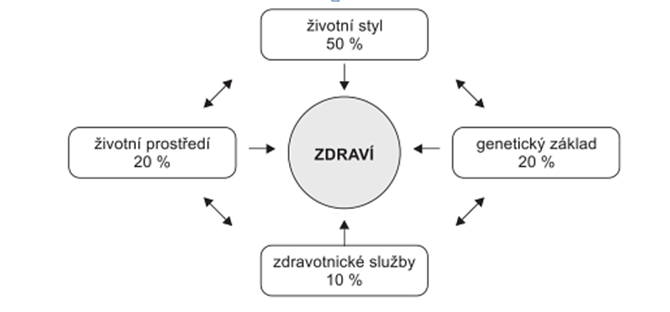 životní styl
50 %
životní prostředí
20 %
ZDRAVÍ
genetický základ
20 %
zdravotnické služby
10 %